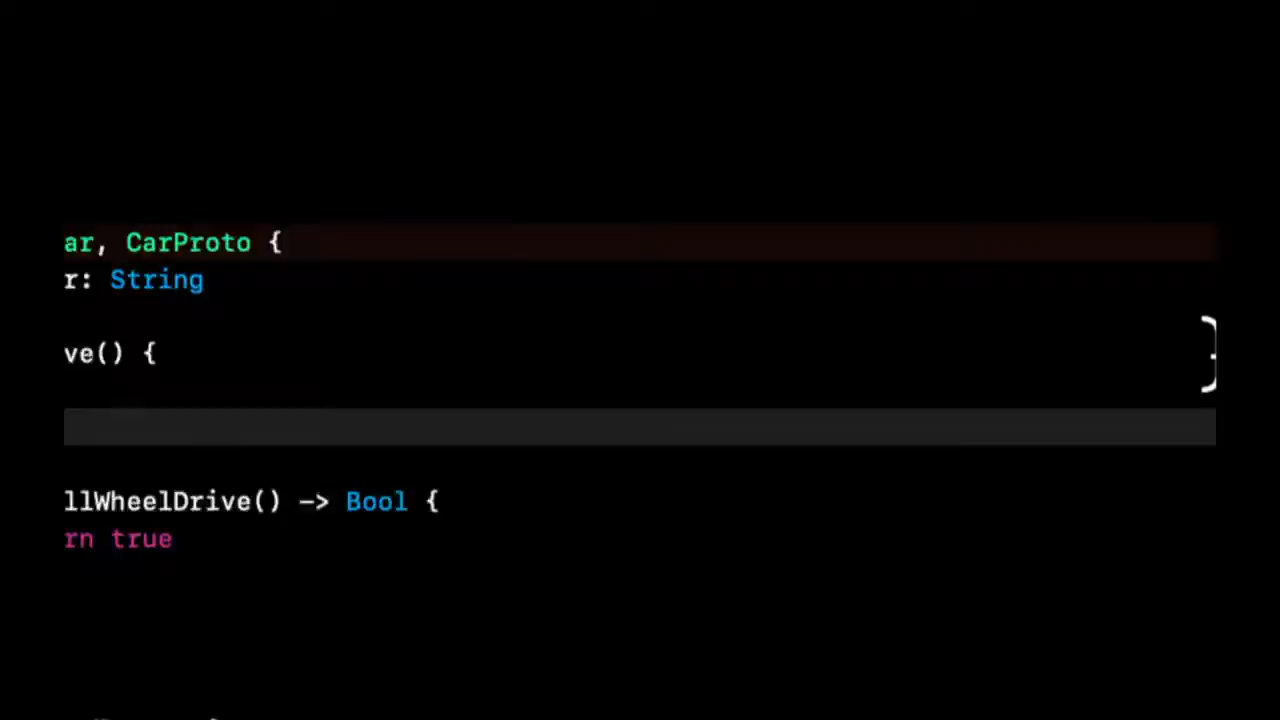 ar, CarProto {
r: String
ve() {
}
llWheelDrive() -> Bool {
rn true